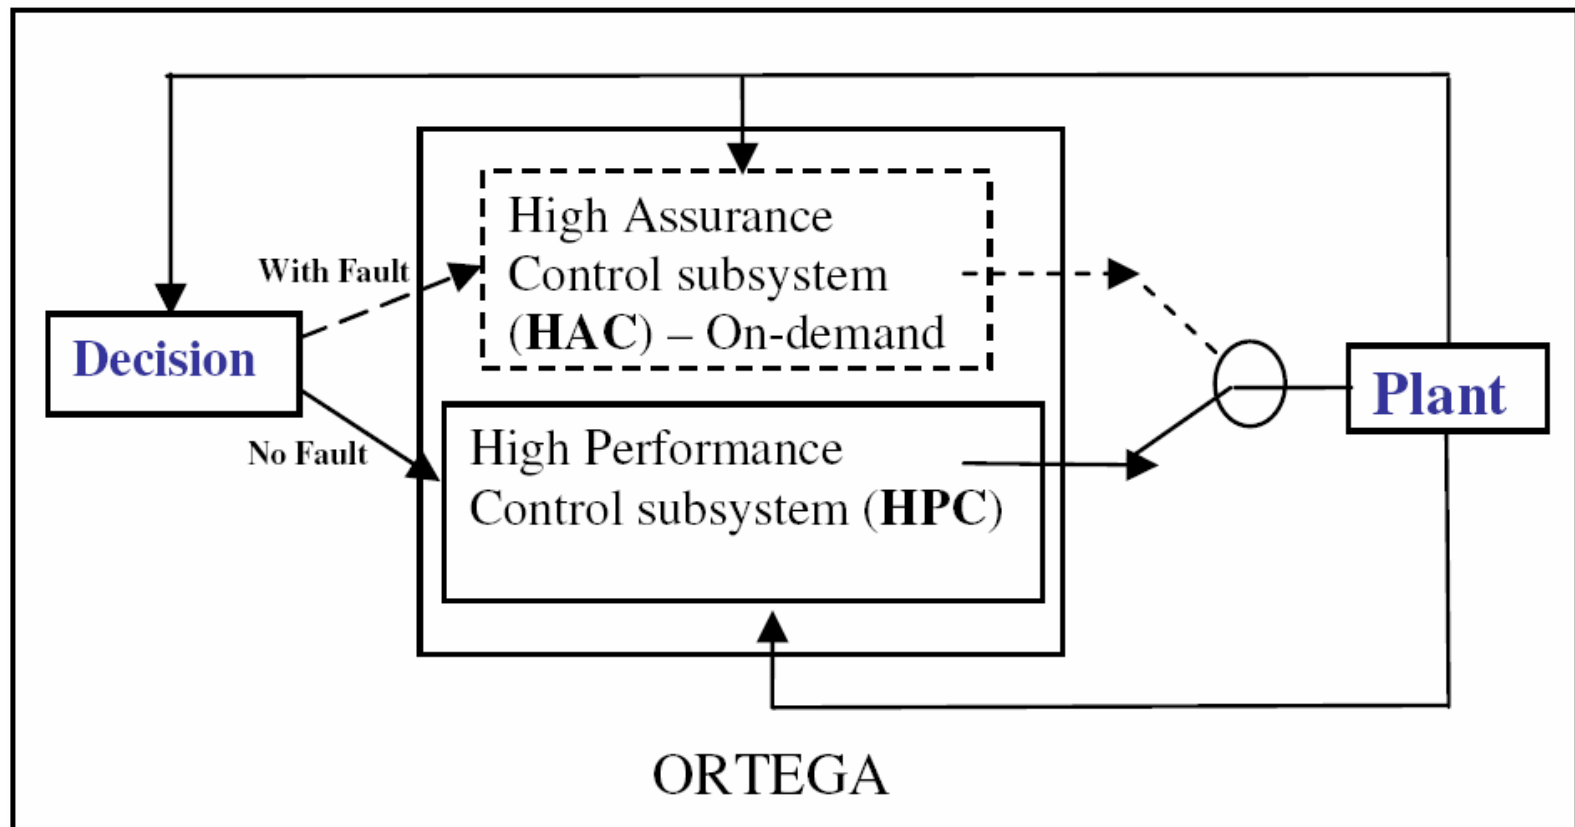 High Assurance
Control subsystem
(HAC) – On-demand
With Fault
Decision
No Fault
High Performance
Control subsystem (HPC)
Plant
ORTEGA